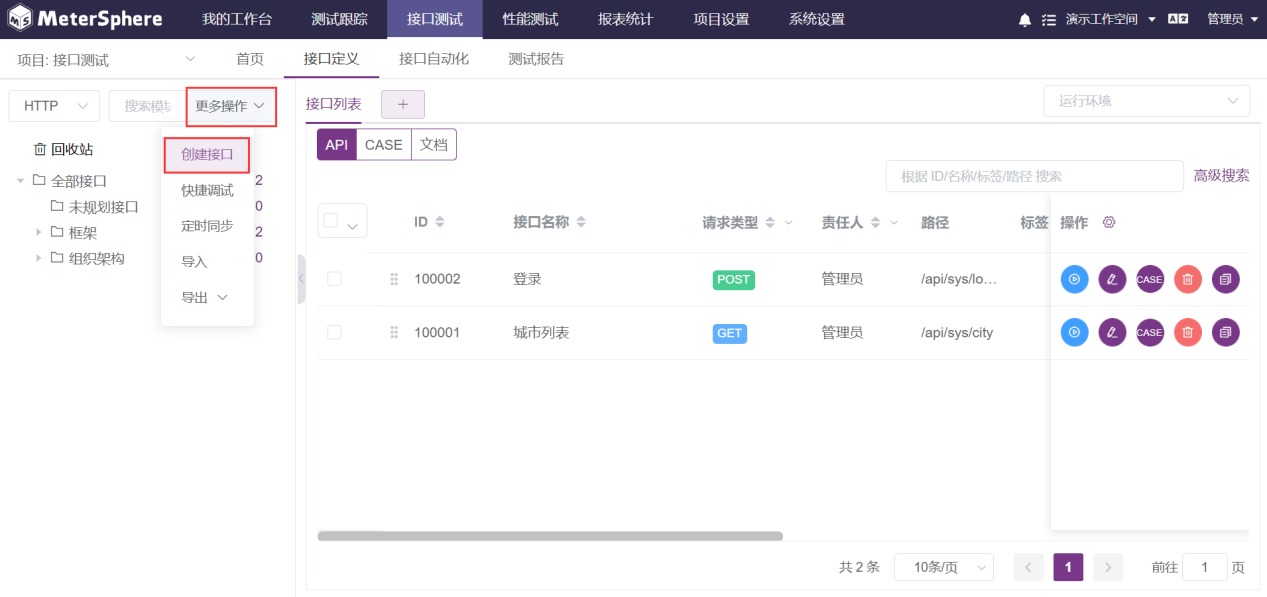 MeterSphere 我的工作台 测试跟踪 接口测试 性能测试 报表统计 项目设置 系统设置 演示工作空间 管理员
项目: 接口测试 首页 接口定义 接口自动化 测试报告
HTTP 搜索模块 更多操作 接口列表 + 运行环境
API CASE 文档
回收站 创建接口
根据 ID/名称/标签/路径 搜索 高级搜索
全部接口 2
快捷调试
未规划接口 0
定时同步
框架 2
组织架构 0
导入
导出
ID 接口名称 请求类型 责任人 路径 标签 操作
100002 登录 POST 管理员 /api/sys/lo... CASE
100001 城市列表 GET 管理员 /api/sys/city CASE
共 2 条 10条/页 1 前往 1 页